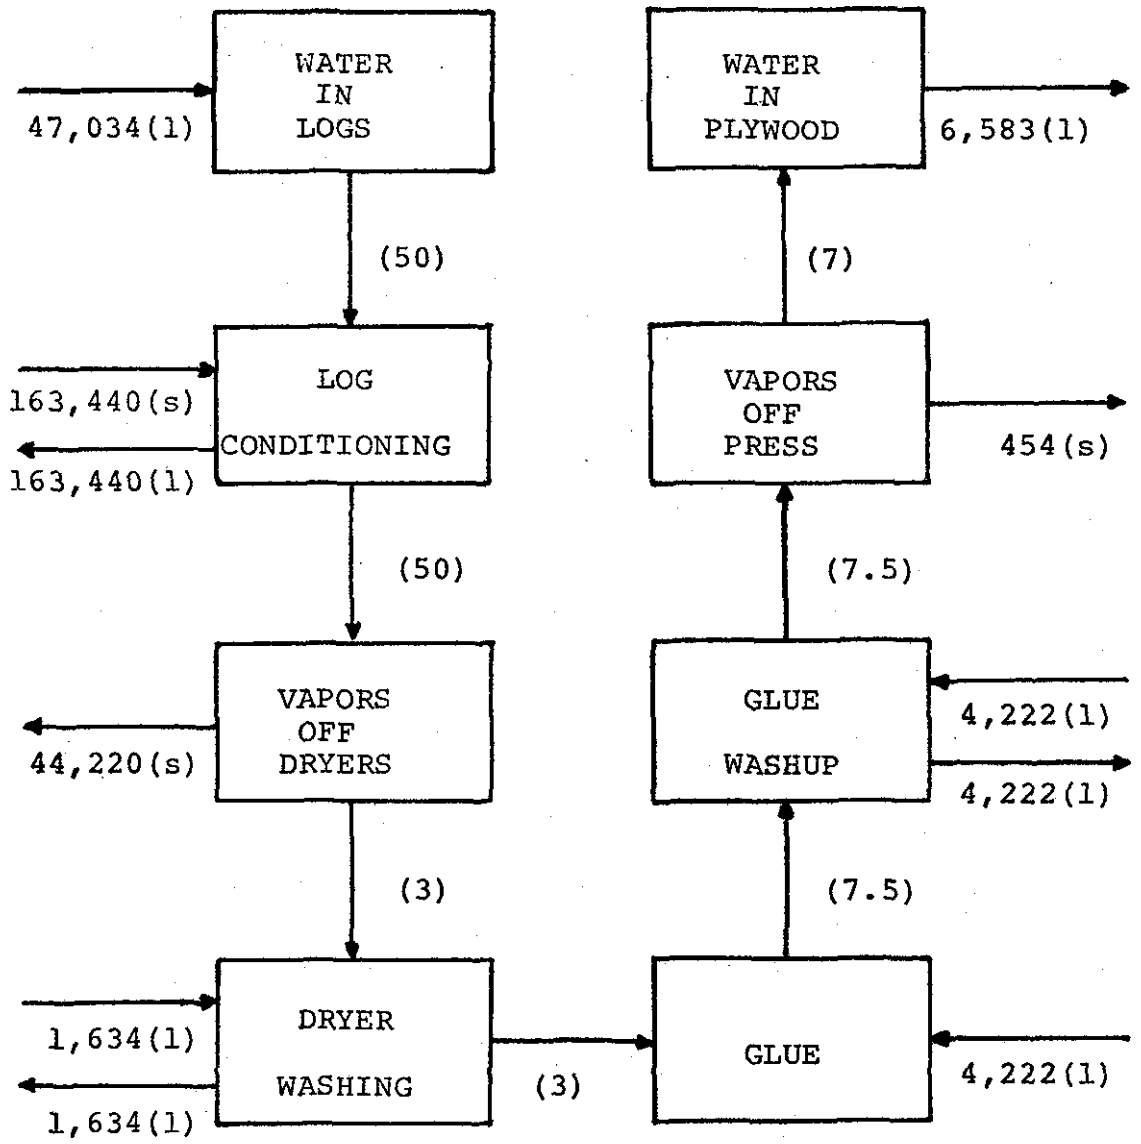 WATER
IN
LOGS
47,034(l)
(50)
LOG
CONDITIONING
163,440(s)
163,440(l)
(50)
VAPORS
OFF
DRYERS
44,220(s)
(3)
DRYER
WASHING
1,634(l)
1,634(l)
(3)
GLUE
4,222(l)
(7.5)
GLUE
WASHUP
4,222(l)
4,222(l)
(7.5)
VAPORS
OFF
PRESS
454(s)
(7)
WATER
IN
PLYWOOD
6,583(l)